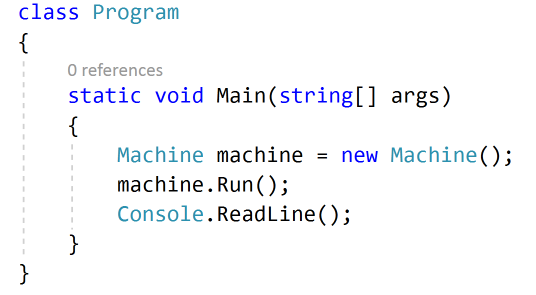 class Program
{
0 references
static void Main(string[] args)
{
Machine machine = new Machine();
machine.Run();
Console.ReadLine();
}
}